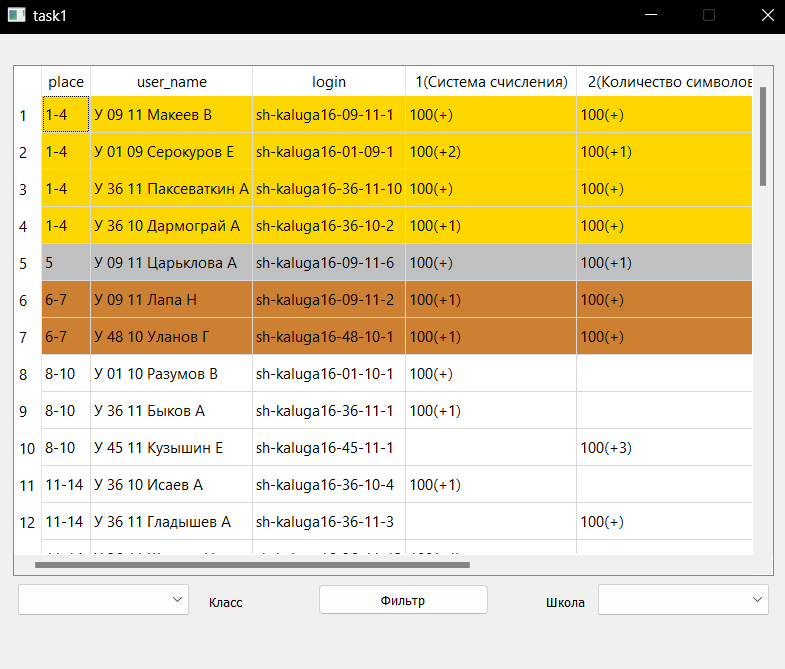 task1
place user_name login 1(Система счисления) 2(Количество символов
1 1-4 У 09 11 Макеев В sh-kaluga16-09-11-1 100(+) 100(+)
2 1-4 У 01 09 Серокуров Е sh-kaluga16-01-09-1 100(+2) 100(+1)
3 1-4 У 36 11 Паксеваткин А sh-kaluga16-36-11-10 100(+) 100(+)
4 1-4 У 36 10 Дармограй А sh-kaluga16-36-10-2 100(+1) 100(+)
5 5 У 09 11 Царьклова А sh-kaluga16-09-11-6 100(+) 100(+1)
6 6-7 У 09 11 Лапа Н sh-kaluga16-09-11-2 100(+1) 100(+)
7 6-7 У 48 10 Уланов Г sh-kaluga16-48-10-1 100(+1) 100(+)
8 8-10 У 01 10 Разумов В sh-kaluga16-01-10-1 100(+)
9 8-10 У 36 11 Быков А sh-kaluga16-36-11-1 100(+1)
10 8-10 У 45 11 Кузышин Е sh-kaluga16-45-11-1 100(+3)
11 11-14 У 36 10 Исаев А sh-kaluga16-36-10-4 100(+1)
12 11-14 У 36 11 Гладышев А sh-kaluga16-36-11-3 100(+)
Класс Фильтр Школа